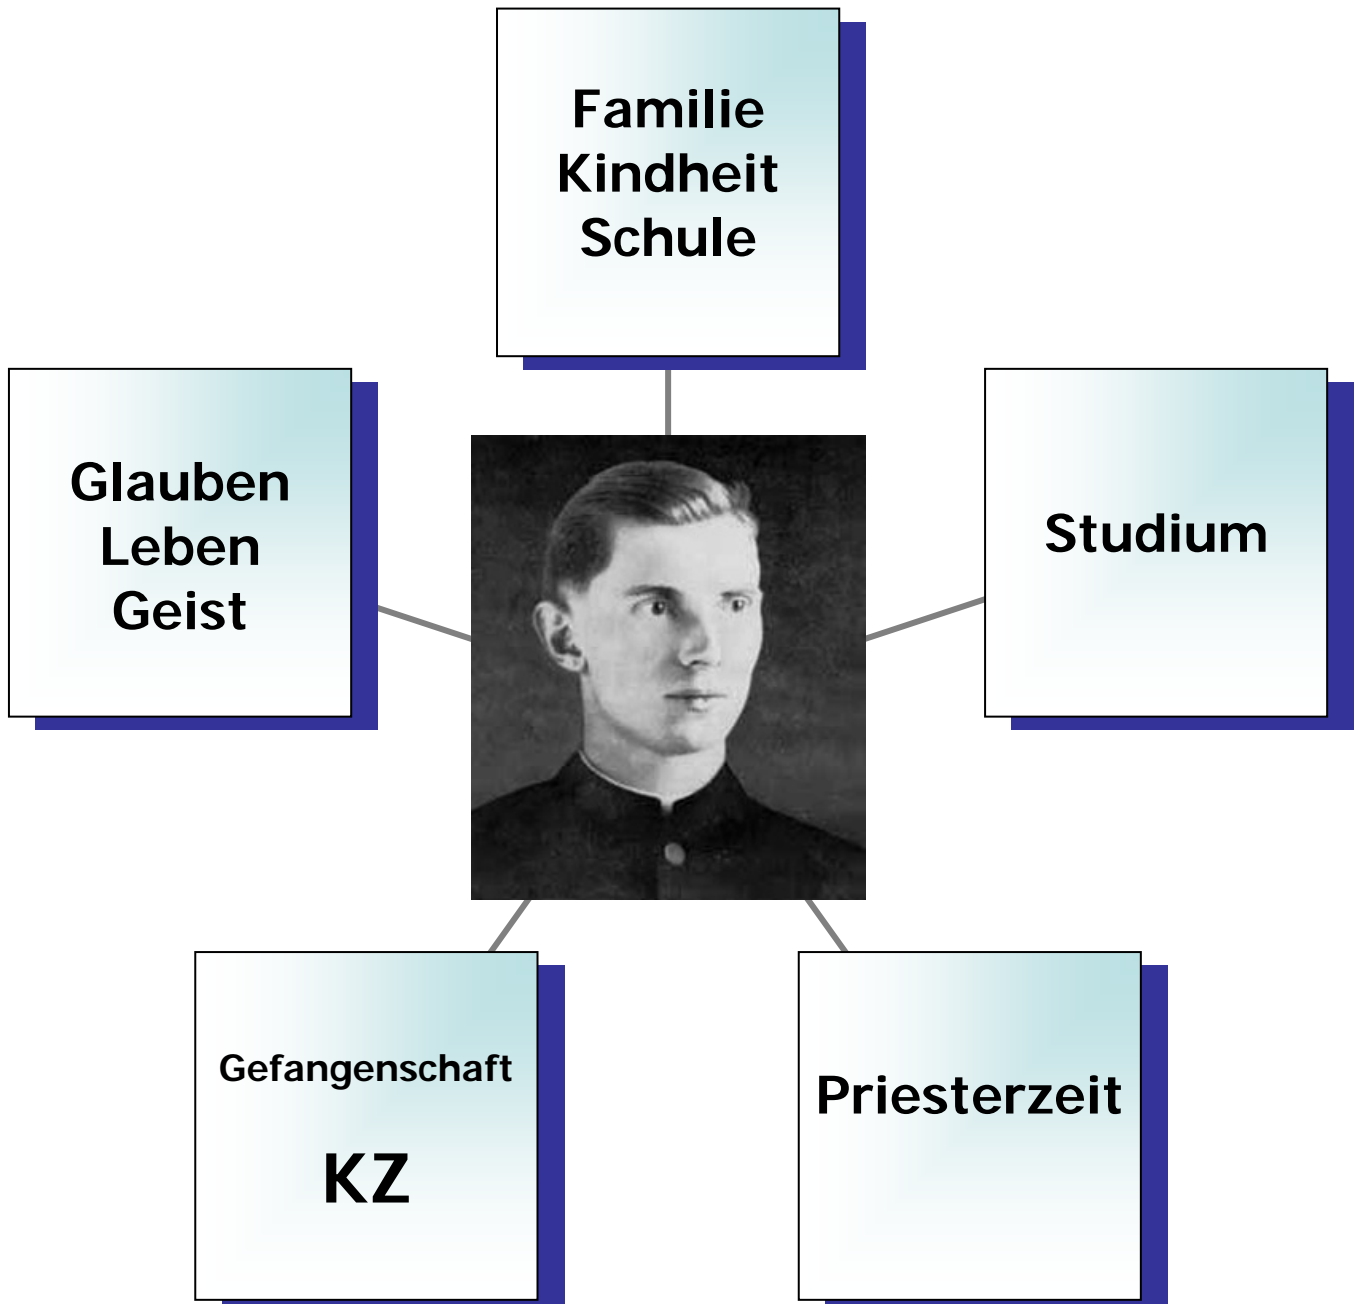 Familie
Kindheit
Schule
Glauben
Leben
Geist
Studium
Gefangenschaft
KZ
Priesterzeit